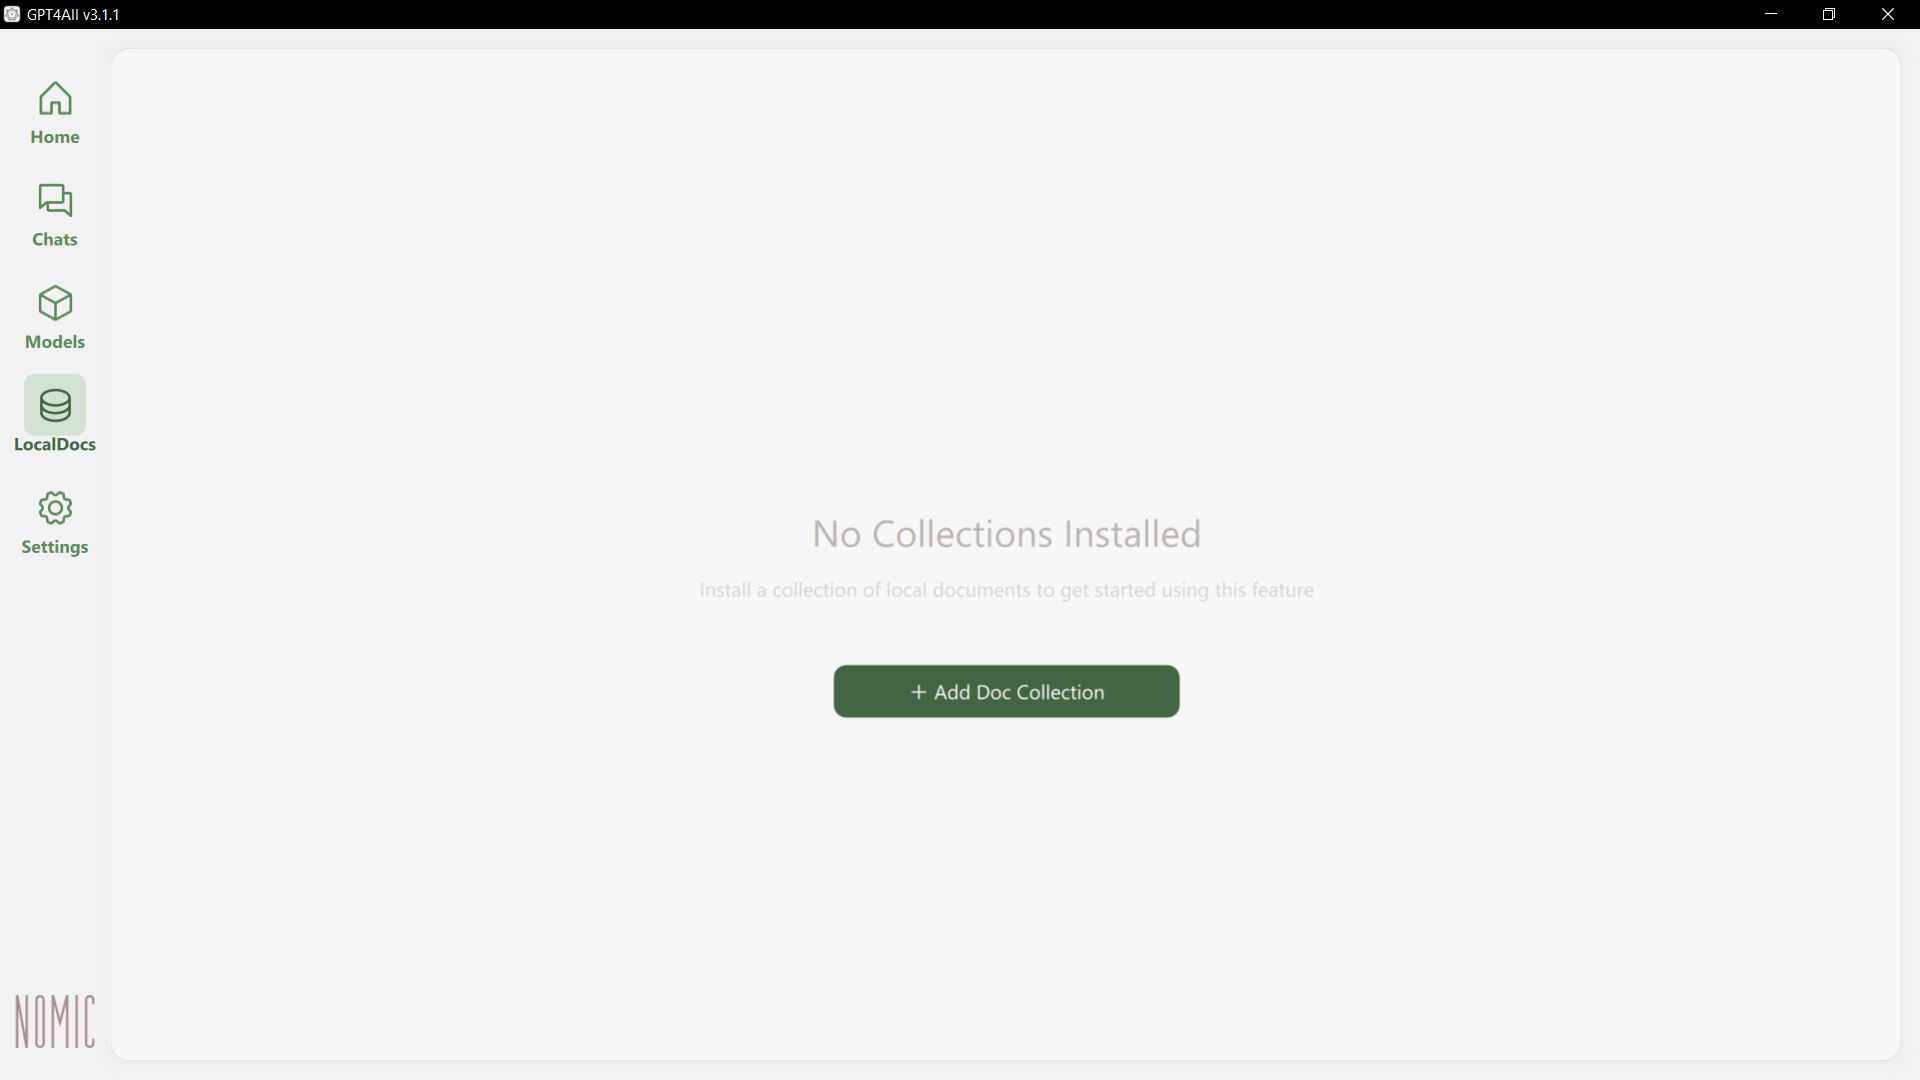 GPT4All v3.1.1
Home
Chats
Models
LocalDocs
Settings
No Collections Installed
Install a collection of local documents to get started using this feature
+ Add Doc Collection
NOMIC